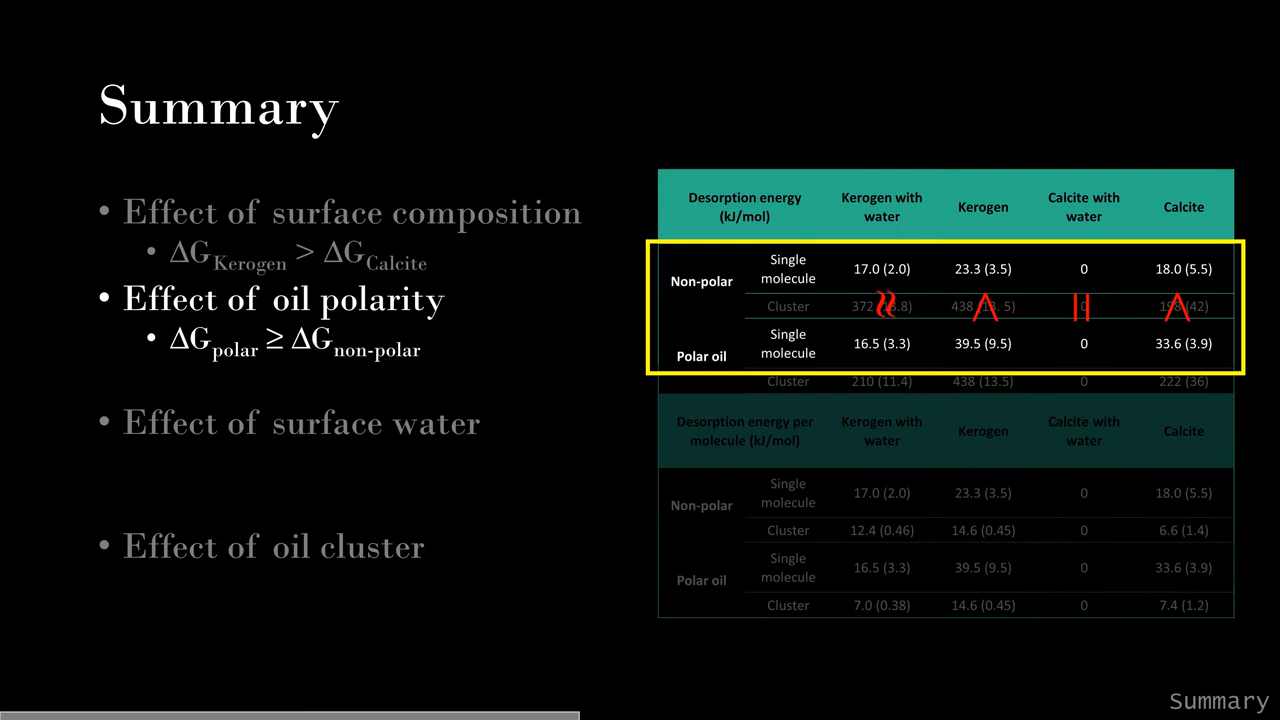 Summary
• Effect of surface composition
• ΔG_Kerogen > ΔG_Calcite
• Effect of oil polarity
• ΔG_polar ≥ ΔG_non-polar
• Effect of surface water
• Effect of oil cluster
Desorption energy (kJ/mol) Kerogen with water Kerogen Calcite with water Calcite
Non-polar Single molecule 17.0 (2.0) 23.3 (3.5) 0 18.0 (5.5)
Cluster 372 438 0 (42)
≈ < = <
Polar oil Single molecule 16.5 (3.3) 39.5 (9.5) 0 33.6 (3.9)
Cluster 210 (11.4) 438 (13.5) 0 222 (36)
Desorption energy per molecule (kJ/mol) Kerogen with water Kerogen Calcite with water Calcite
Non-polar Single molecule 17.0 (2.0) 23.3 (3.5) 0 18.0 (5.5)
Cluster 12.4 (0.46) 14.6 (0.45) 0 6.6 (1.4)
Polar oil Single molecule 16.5 (3.3) 39.5 (9.5) 0 33.6 (3.9)
Cluster 7.0 (0.38) 14.6 (0.45) 0 7.4 (1.2)
Summary